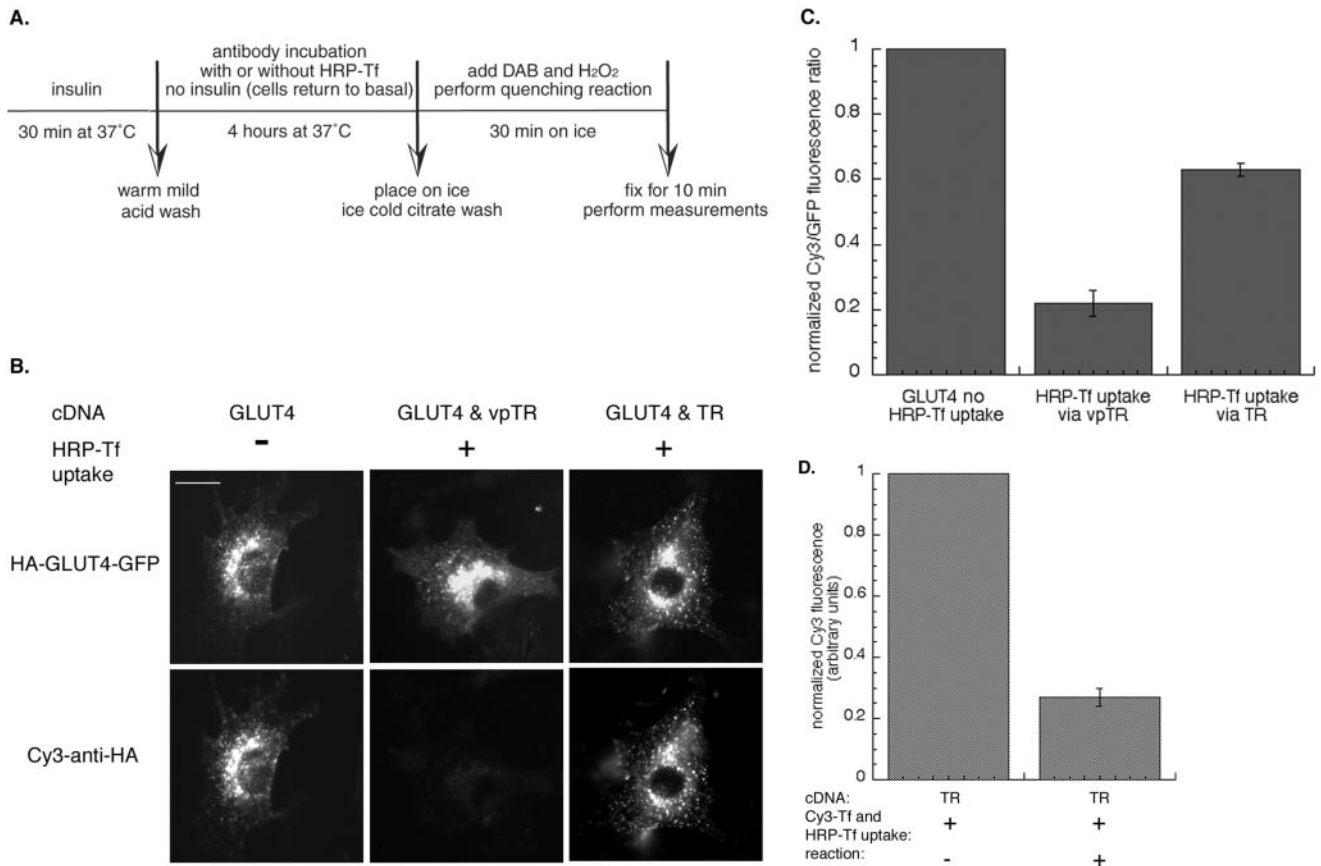 A.
antibody incubation
with or without HRP-Tf
no insulin (cells return to basal)
add DAB and H₂O₂
perform quenching reaction
insulin
30 min at 37˚C
4 hours at 37˚C
30 min on ice
warm mild
acid wash
place on ice
ice cold citrate wash
fix for 10 min
perform measurements
B.
cDNA
GLUT4
GLUT4 & vpTR
GLUT4 & TR
HRP-Tf
uptake
-
+
+
HA-GLUT4-GFP
Cy3-anti-HA
C.
normalized Cy3/GFP fluorescence ratio
1
0.8
0.6
0.4
0.2
0
GLUT4 no
HRP-Tf uptake
HRP-Tf uptake
via vpTR
HRP-Tf uptake
via TR
D.
normalized Cy3 fluorescence
(arbitrary units)
1
0.8
0.6
0.4
0.2
0
cDNA:
TR
TR
Cy3-Tf and
HRP-Tf uptake:
+
+
reaction:
-
+